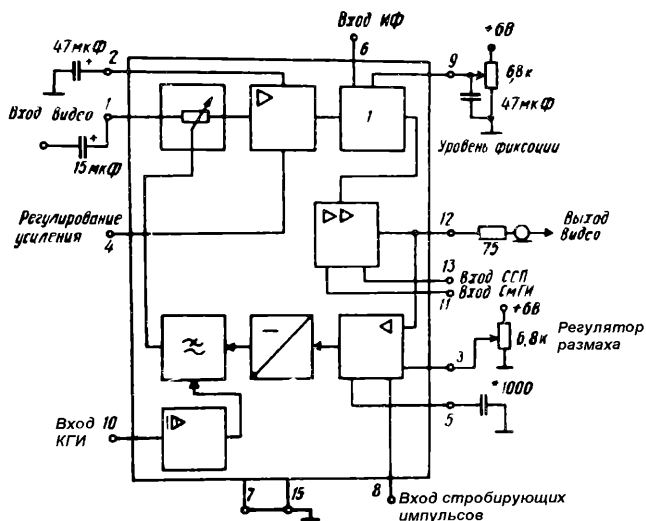 Вход ИФ
+6В
47мкФ 2
6
9
68к
Вход видео 1
1
47мкФ
15мкФ
Уровень фиксоции
Регулирование
усиления
4
12
Выход
видео
75
13
Вход ССП
Вход СмГИ
11
+6В
Регулятор
размаха
6,8к
3
*1000
5
Вход 10
КГИ
7
15
8
Вход стробирующих
импульсов